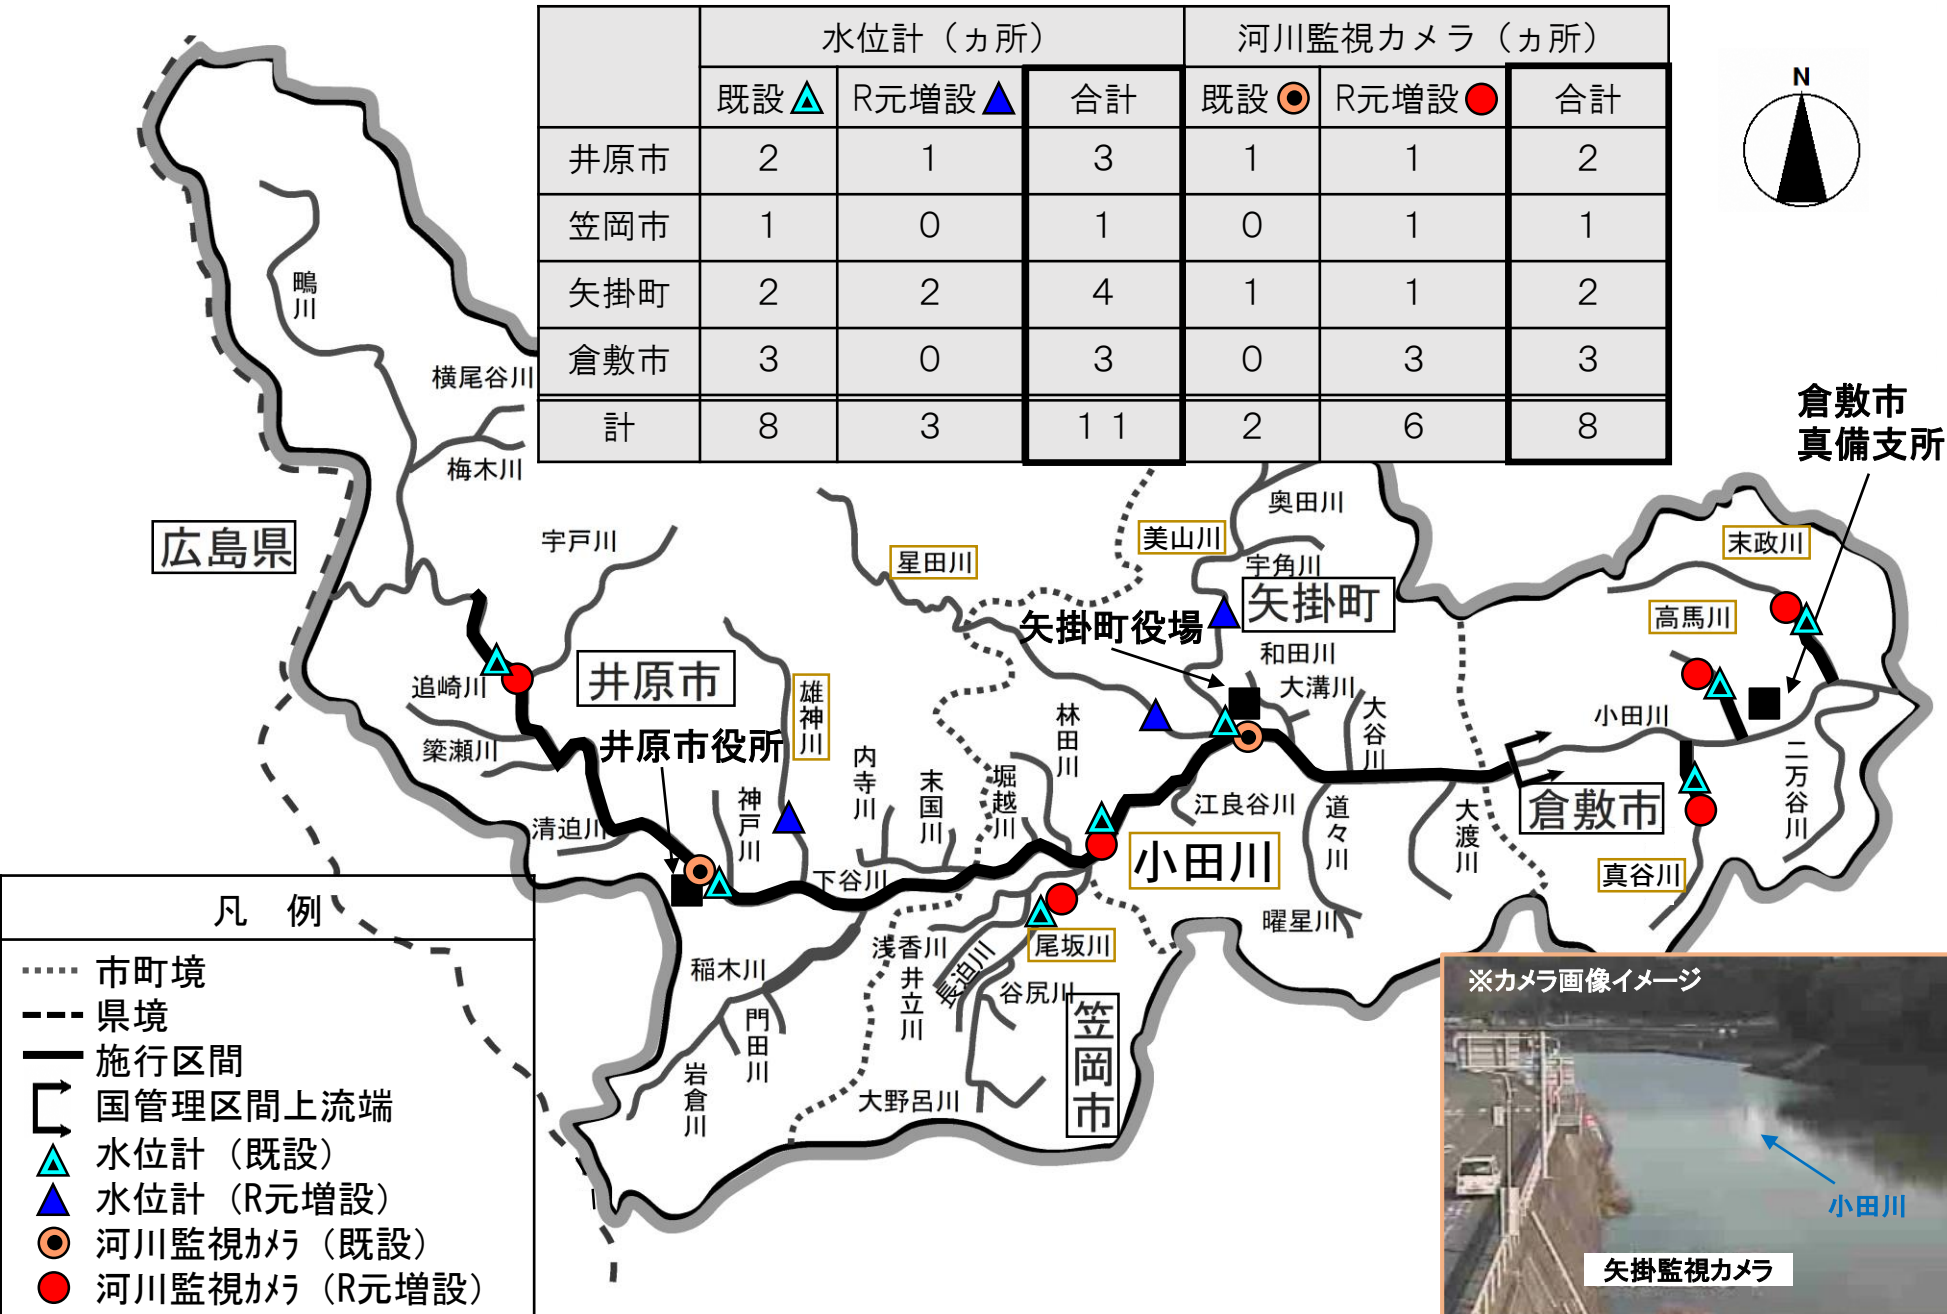 水位計（ヵ所） 河川監視カメラ（ヵ所）
既設 R元増設 合計 既設 R元増設 合計
井原市 2 1 3 1 1 2
笠岡市 1 0 1 0 1 1
矢掛町 2 2 4 1 1 2
倉敷市 3 0 3 0 3 3
計 8 3 11 2 6 8
N
鴫川
横尾谷川
梅木川
倉敷市
真備支所
広島県
宇戸川
星田川
美山川
奥田川
宇角川
矢掛町
末政川
高馬川
矢掛町役場
和田川
大溝川
追崎川
井原市
雄神川
簗瀬川
井原市役所
林田川
大谷川
小田川
内寺川
末国川
堀越川
神戸川
清迫川
江良谷川
道々川
大渡川
倉敷市
二万谷川
小田川
下谷川
真谷川
曜星川
浅香川
尾坂川
稲木川
井立川
長迫川
谷尻川
門田川
岩倉川
大野呂川
笠岡市
凡 例
市町境
県境
施行区間
国管理区間上流端
水位計（既設）
水位計（R元増設）
河川監視ｶﾒﾗ（既設）
河川監視ｶﾒﾗ（R元増設）
※カメラ画像イメージ
小田川
矢掛監視カメラ